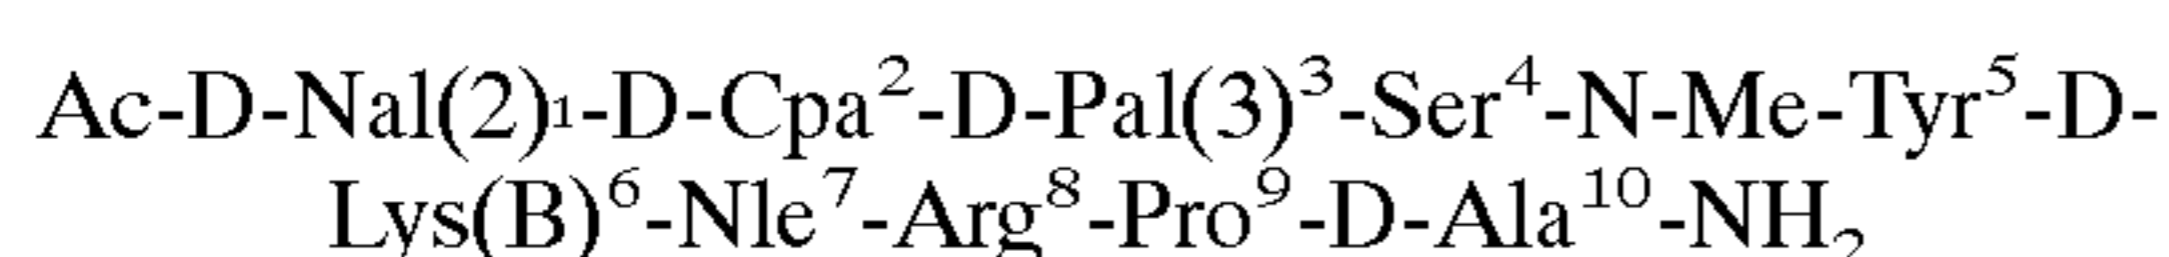 Ac-D-Nal(2)¹-D-Cpa²-D-Pal(3)³-Ser⁴-N-Me-Tyr⁵-D-
Lys(B)⁶-Nle⁷-Arg⁸-Pro⁹-D-Ala¹⁰-NH₂